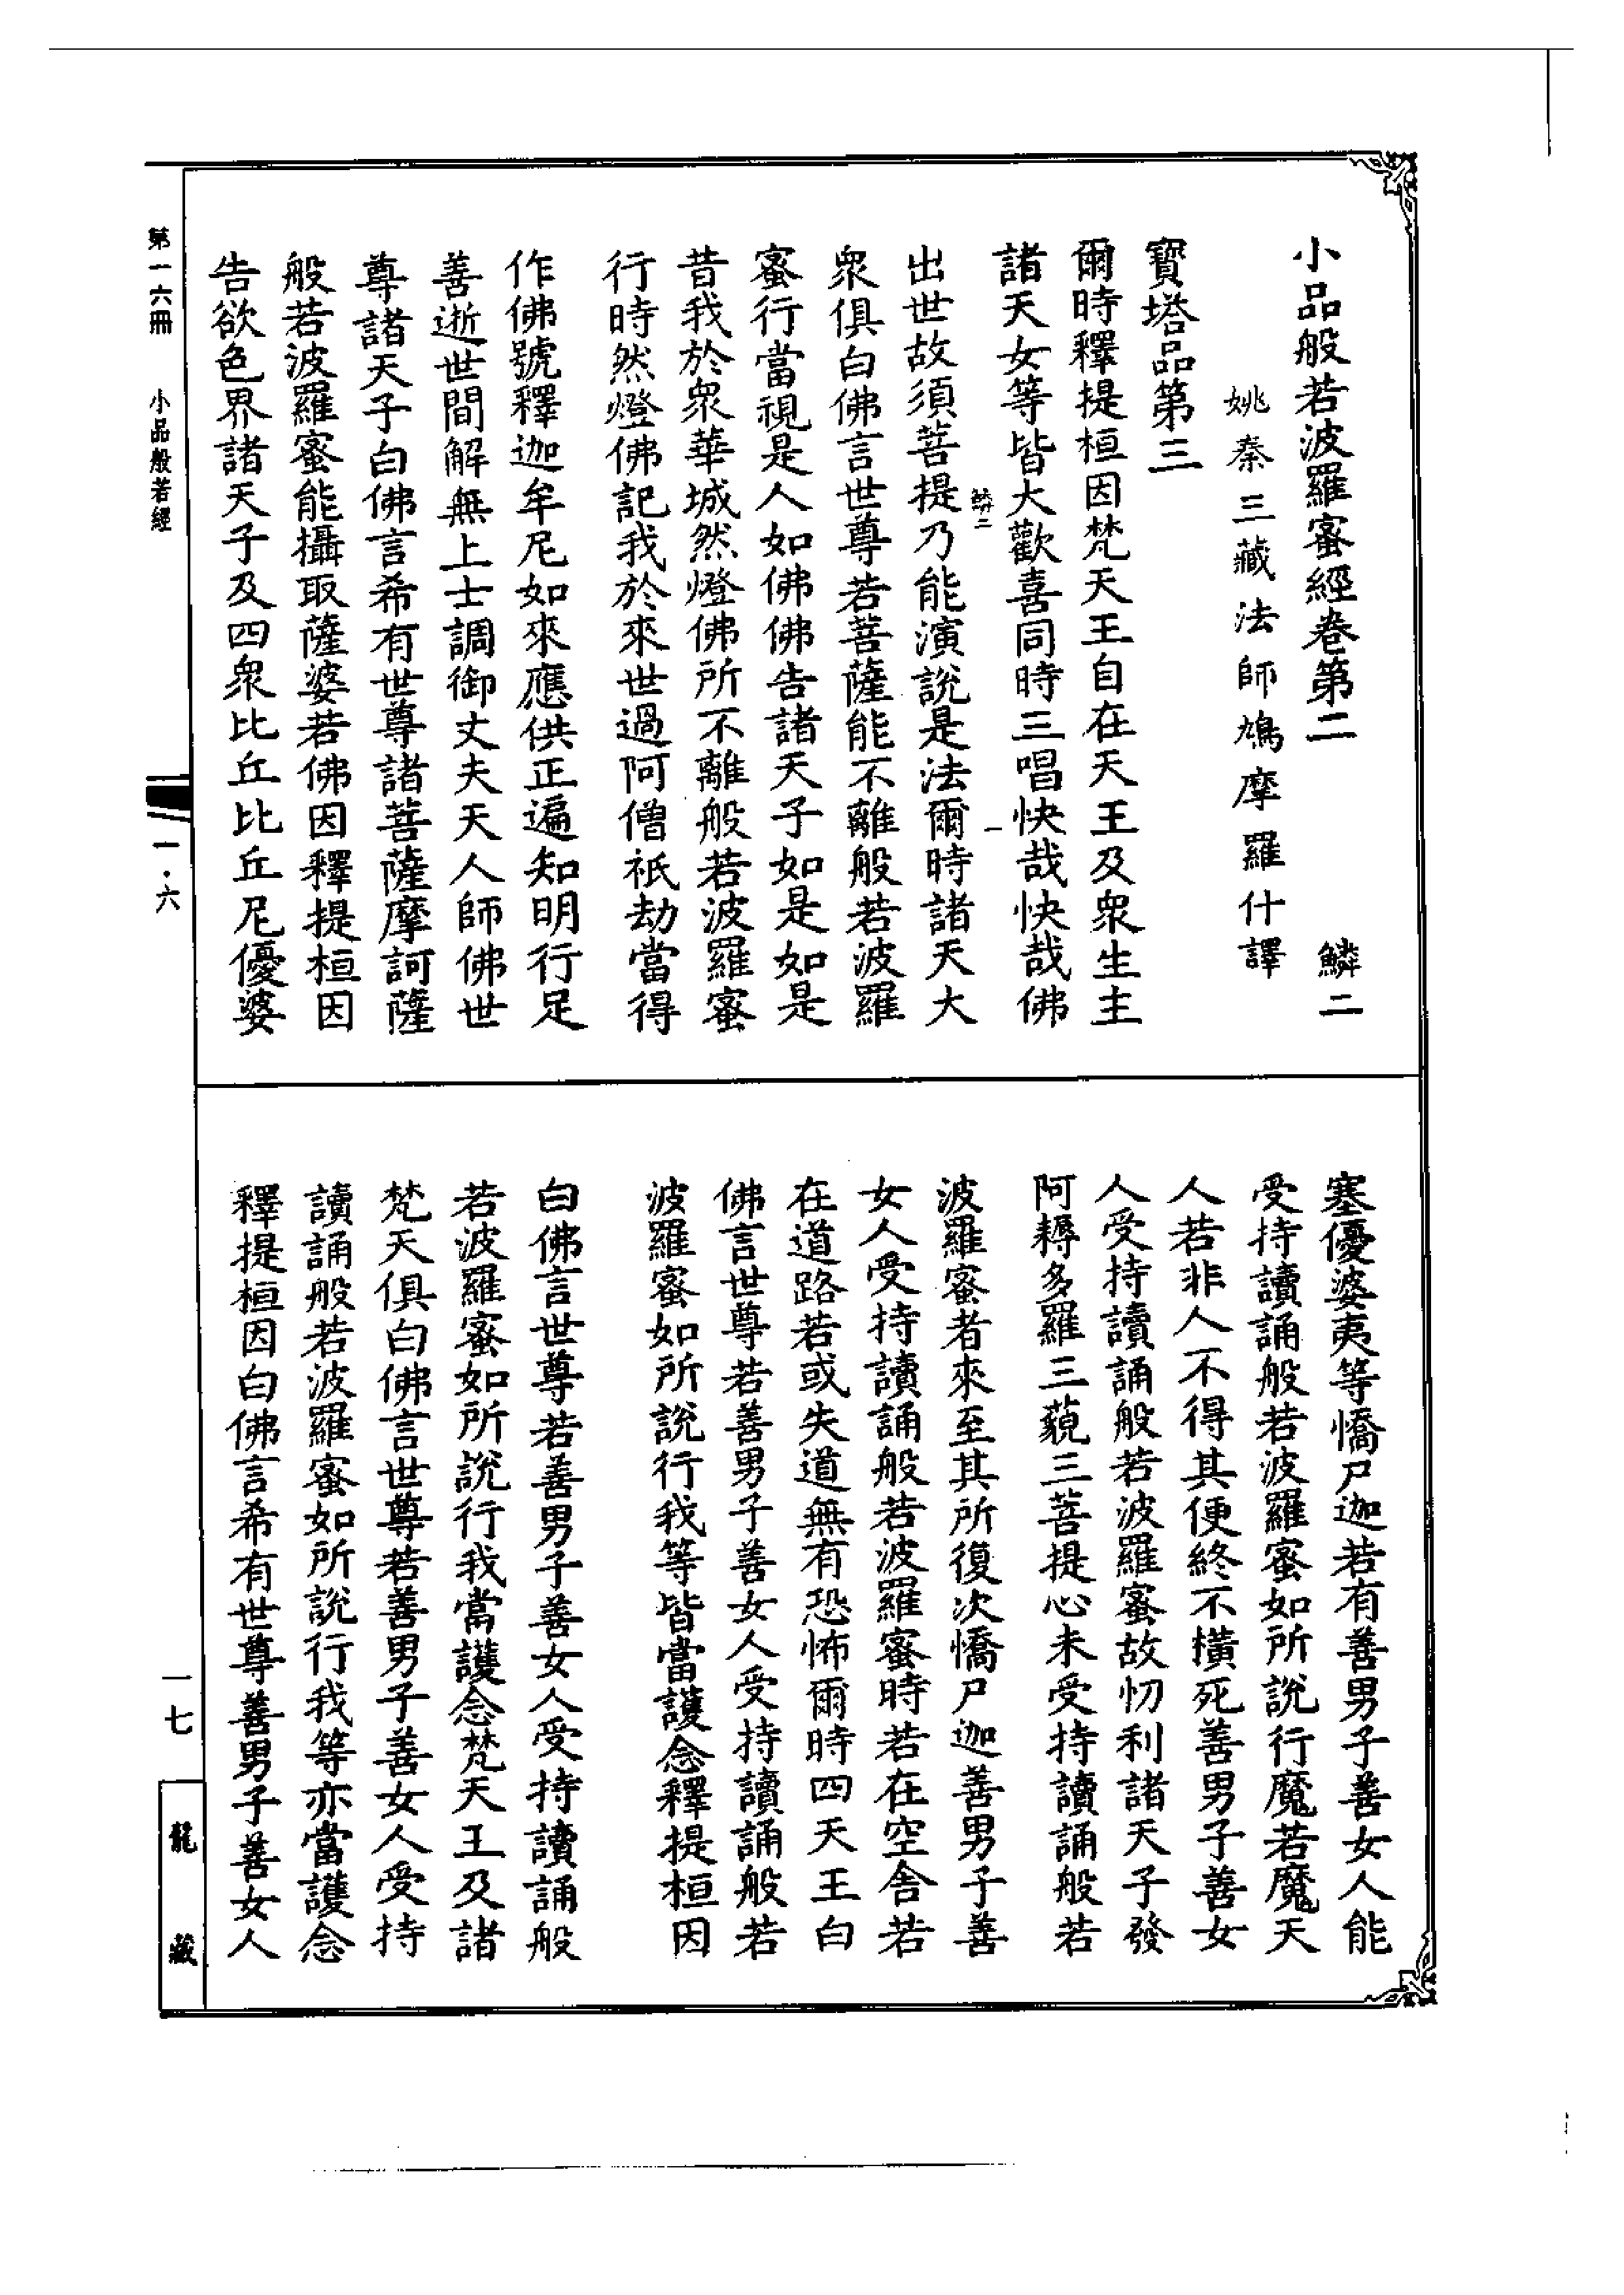 小品般若波羅蜜經卷第二 鱗二
姚秦三藏法師鳩摩羅什譯
寶塔品第三
爾時釋提桓因梵天王自在天王及衆生主
諸天女等皆大歡喜同時三唱快哉快哉佛
鱗二 一
出世故須菩提乃能演說是法爾時諸天大
衆俱白佛言世尊若菩薩能不離般若波羅
蜜行當視是人如佛佛告諸天子如是如是
昔我於衆華城然燈佛所不離般若波羅蜜
行時然燈佛記我於來世過阿僧祇劫當得
作佛號釋迦牟尼如來應供正遍知明行足
善逝世間解無上士調御丈夫天人師佛世
尊諸天子白佛言希有世尊諸菩薩摩訶薩
般若波羅蜜能攝取薩婆若佛因釋提桓因
告欲色界諸天子及四衆比丘比丘尼優婆
塞優婆夷等憍尸迦若有善男子善女人能
受持讀誦般若波羅蜜如所說行魔若魔天
人若非人不得其便終不橫死善男子善女
人受持讀誦般若波羅蜜故忉利諸天子發
阿耨多羅三藐三菩提心未受持讀誦般若
波羅蜜者來至其所復次憍尸迦善男子善
女人受持讀誦般若波羅蜜時若在空舍若
在道路若或失道無有恐怖爾時四天王白
佛言世尊若善男子善女人受持讀誦般若
波羅蜜如所說行我等皆當護念釋提桓因
白佛言世尊若善男子善女人受持讀誦般
若波羅蜜如所說行我當護念梵天王及諸
梵天俱白佛言世尊若善男子善女人受持
讀誦般若波羅蜜如所說行我等亦當護念
釋提桓因白佛言希有世尊善男子善女人
第一六冊 小品般若經
一·六
一七
龍藏